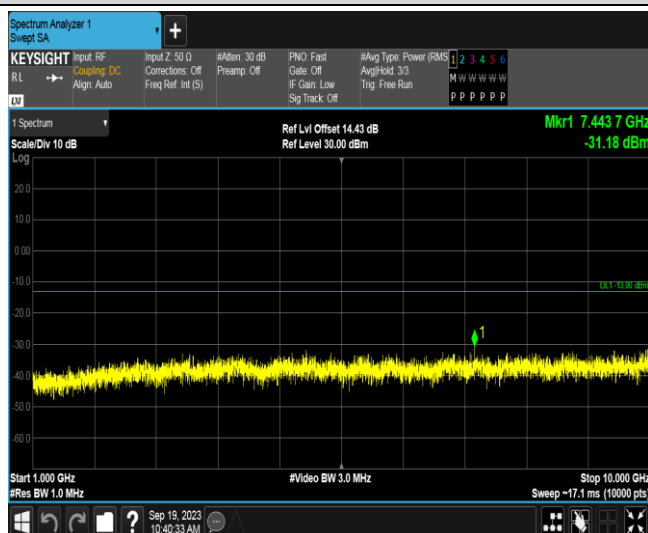 Spectrum Analyzer 1
Swept SA
+
KEYSIGHT
RL
LXI
Input: RF
Coupling: DC
Align: Auto
Input Z: 50 Ω
Corrections: Off
Freq Ref: Int (S)
#Atten: 30 dB
Preamp: Off
PNO: Fast
Gate: Off
IF Gain: Low
Sig Track: Off
#Avg Type: Power (RMS
Avg|Hold: 3/3
Trig: Free Run
1 2 3 4 5 6
M W W W W W
P P P P P P
1 Spectrum
Scale/Div 10 dB
Log
Ref Lvl Offset 14.43 dB
Ref Level 30.00 dBm
Mkr1 7.443 7 GHz
-31.18 dBm
20.0
10.0
0.00
-10.0
-20.0
-30.0
-40.0
-50.0
-60.0
DL1 -13.00 dBm
1
Start 1.000 GHz
#Res BW 1.0 MHz
#Video BW 3.0 MHz
Stop 10.000 GHz
Sweep ~17.1 ms (10000 pts)
?
Sep 19, 2023
10:40:33 AM